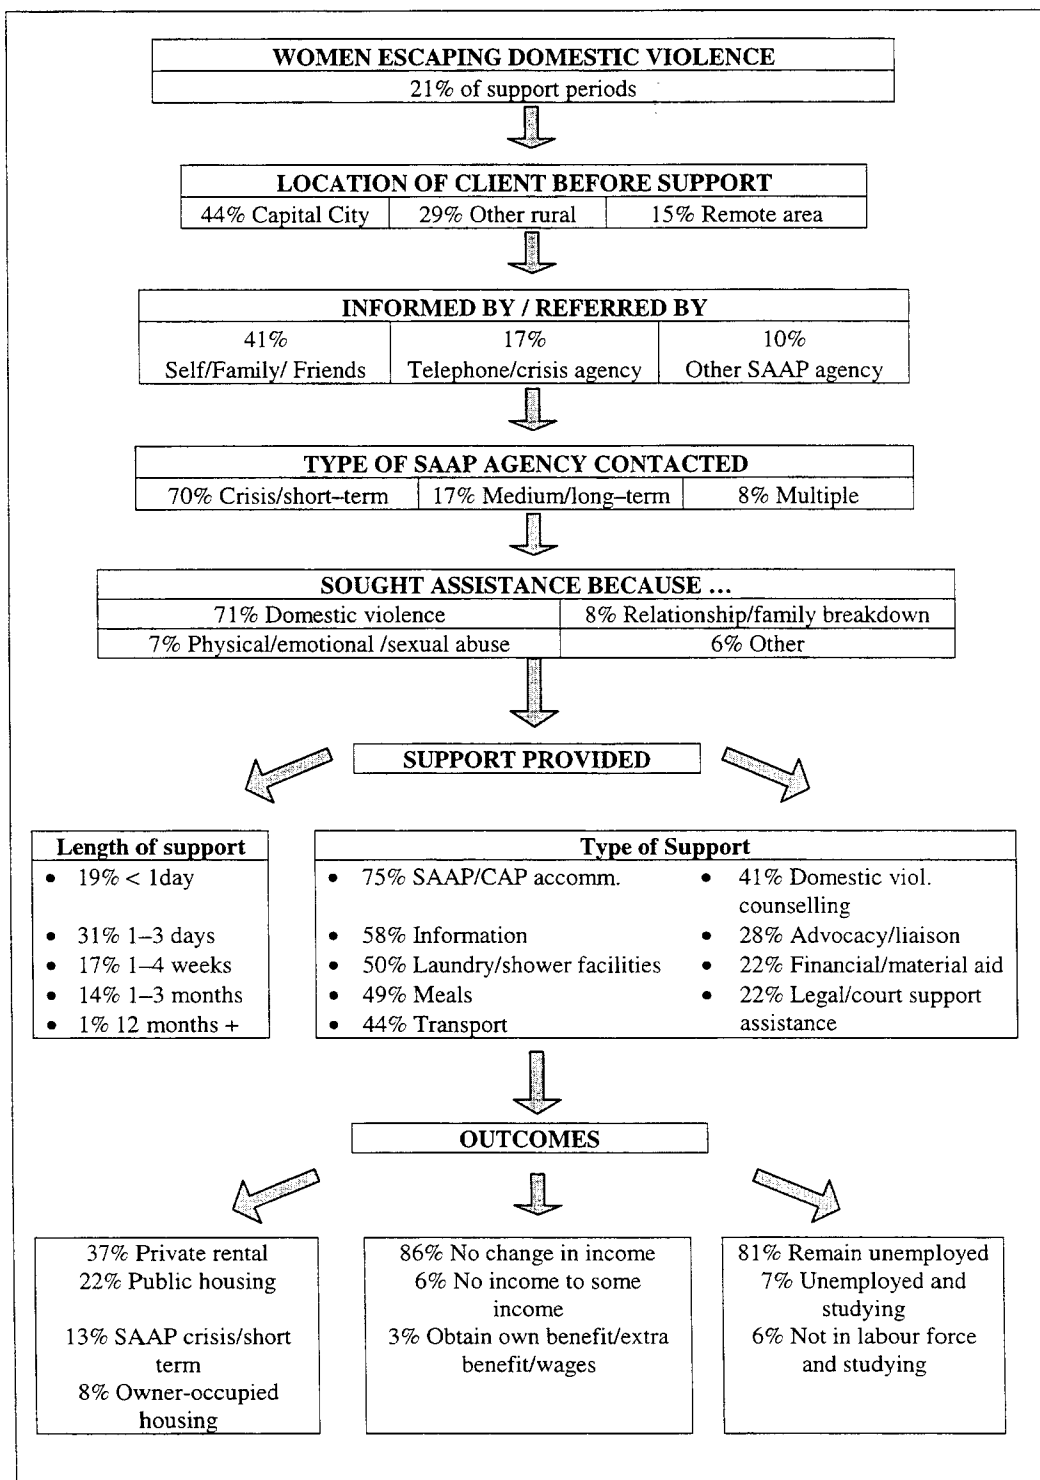 WOMEN ESCAPING DOMESTIC VIOLENCE
21% of support periods
LOCATION OF CLIENT BEFORE SUPPORT
44% Capital City
29% Other rural
15% Remote area
INFORMED BY / REFERRED BY
41%
Self/Family/ Friends
17%
Telephone/crisis agency
10%
Other SAAP agency
TYPE OF SAAP AGENCY CONTACTED
70% Crisis/short–term
17% Medium/long–term
8% Multiple
SOUGHT ASSISTANCE BECAUSE ...
71% Domestic violence
8% Relationship/family breakdown
7% Physical/emotional /sexual abuse
6% Other
SUPPORT PROVIDED
Length of support
• 19% < 1day
• 31% 1–3 days
• 17% 1–4 weeks
• 14% 1–3 months
• 1% 12 months +
Type of Support
• 75% SAAP/CAP accomm.
• 58% Information
• 50% Laundry/shower facilities
• 49% Meals
• 44% Transport
• 41% Domestic viol.
counselling
• 28% Advocacy/liaison
• 22% Financial/material aid
• 22% Legal/court support
assistance
OUTCOMES
37% Private rental
22% Public housing
13% SAAP crisis/short
term
8% Owner-occupied
housing
86% No change in income
6% No income to some
income
3% Obtain own benefit/extra
benefit/wages
81% Remain unemployed
7% Unemployed and
studying
6% Not in labour force
and studying